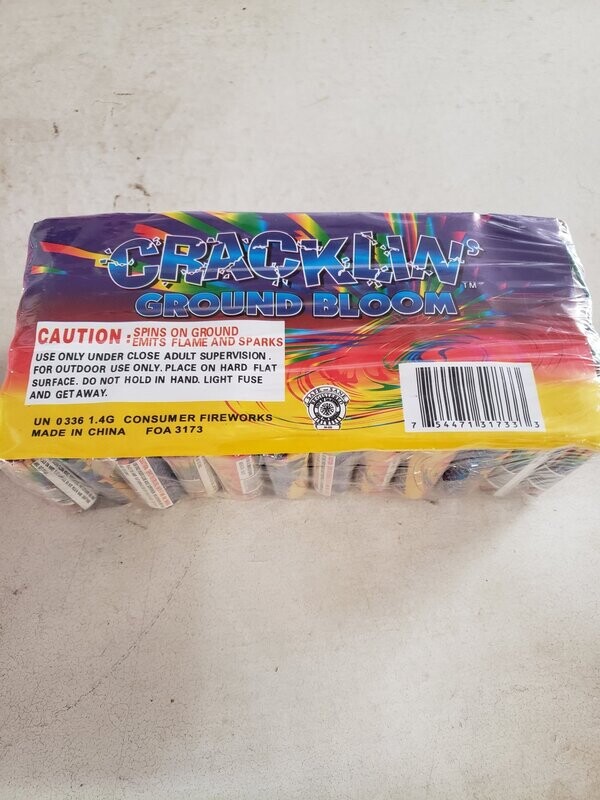 CRACKLIN'
TM
GROUND BLOOM
CAUTION : SPINS ON GROUND
:EMITS FLAME AND SPARKS
USE ONLY UNDER CLOSE ADULT SUPERVISION.
FOR OUTDOOR USE ONLY. PLACE ON HARD FLAT
SURFACE. DO NOT HOLD IN HAND. LIGHT FUSE
AND GET AWAY.
UN 0336 1.4G CONSUMER FIREWORKS
MADE IN CHINA FOA 3173
7 54471 31733 3